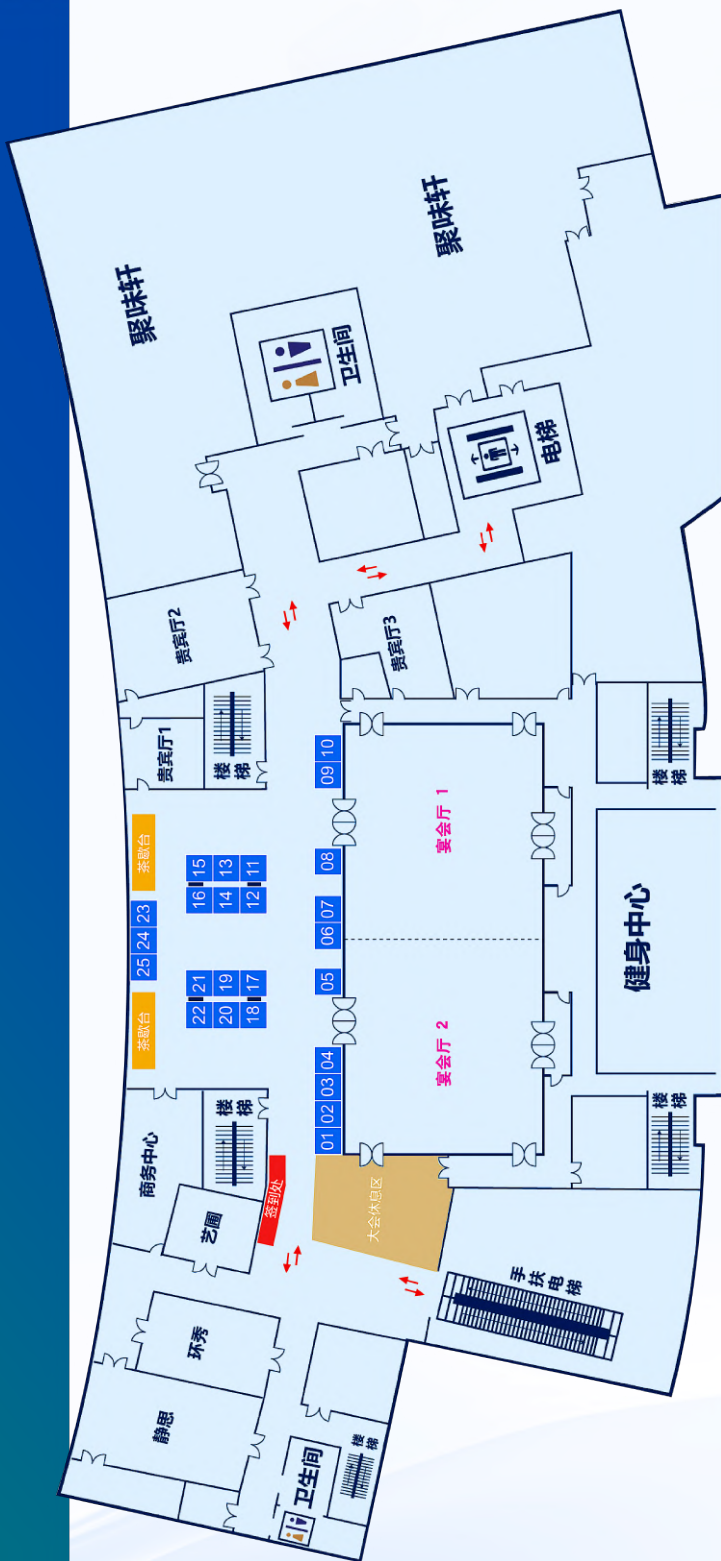 聚味轩
聚味轩
卫生间
电梯
贵宾厅2
贵宾厅3
贵宾厅1
楼梯
楼梯
茶歇台
09 10
08
06 07
05
01 02 03 04
16 15
14 13
12 11
25 24 23
22 21
20 19
18 17
茶歇台
宴会厅 1
宴会厅 2
健身中心
楼梯
楼梯
商务中心
艺圃
签到处
大会休息区
手扶电梯
环秀
静思
卫生间
楼梯